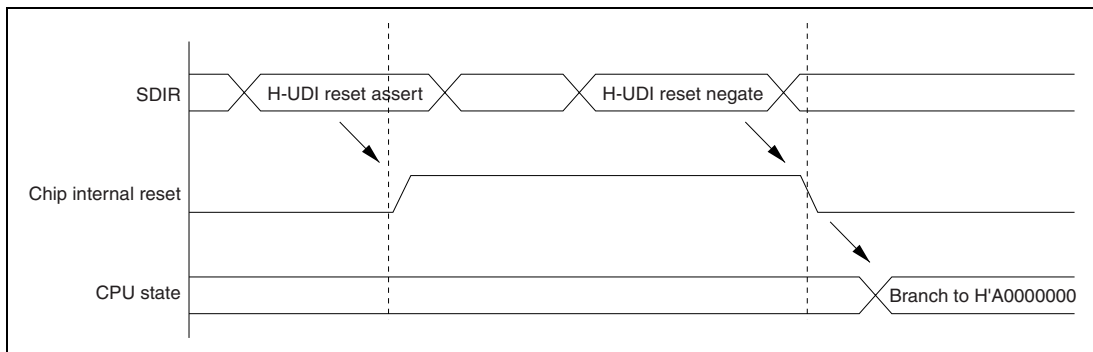 SDIR
H-UDI reset assert
H-UDI reset negate
Chip internal reset
CPU state
Branch to H'A0000000